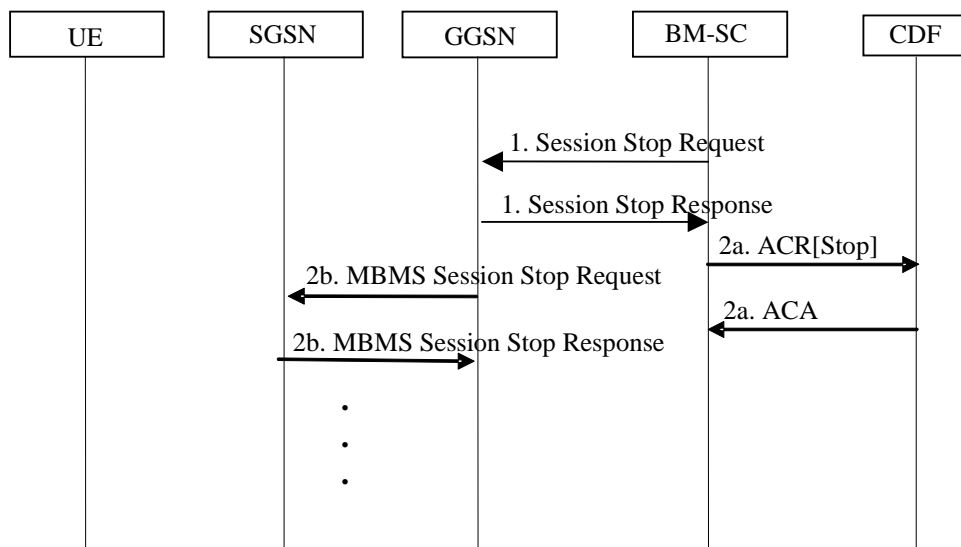 UE
SGSN
GGSN
BM-SC
CDF
1. Session Stop Request
1. Session Stop Response
2a. ACR[Stop]
2b. MBMS Session Stop Request
2a. ACA
2b. MBMS Session Stop Response